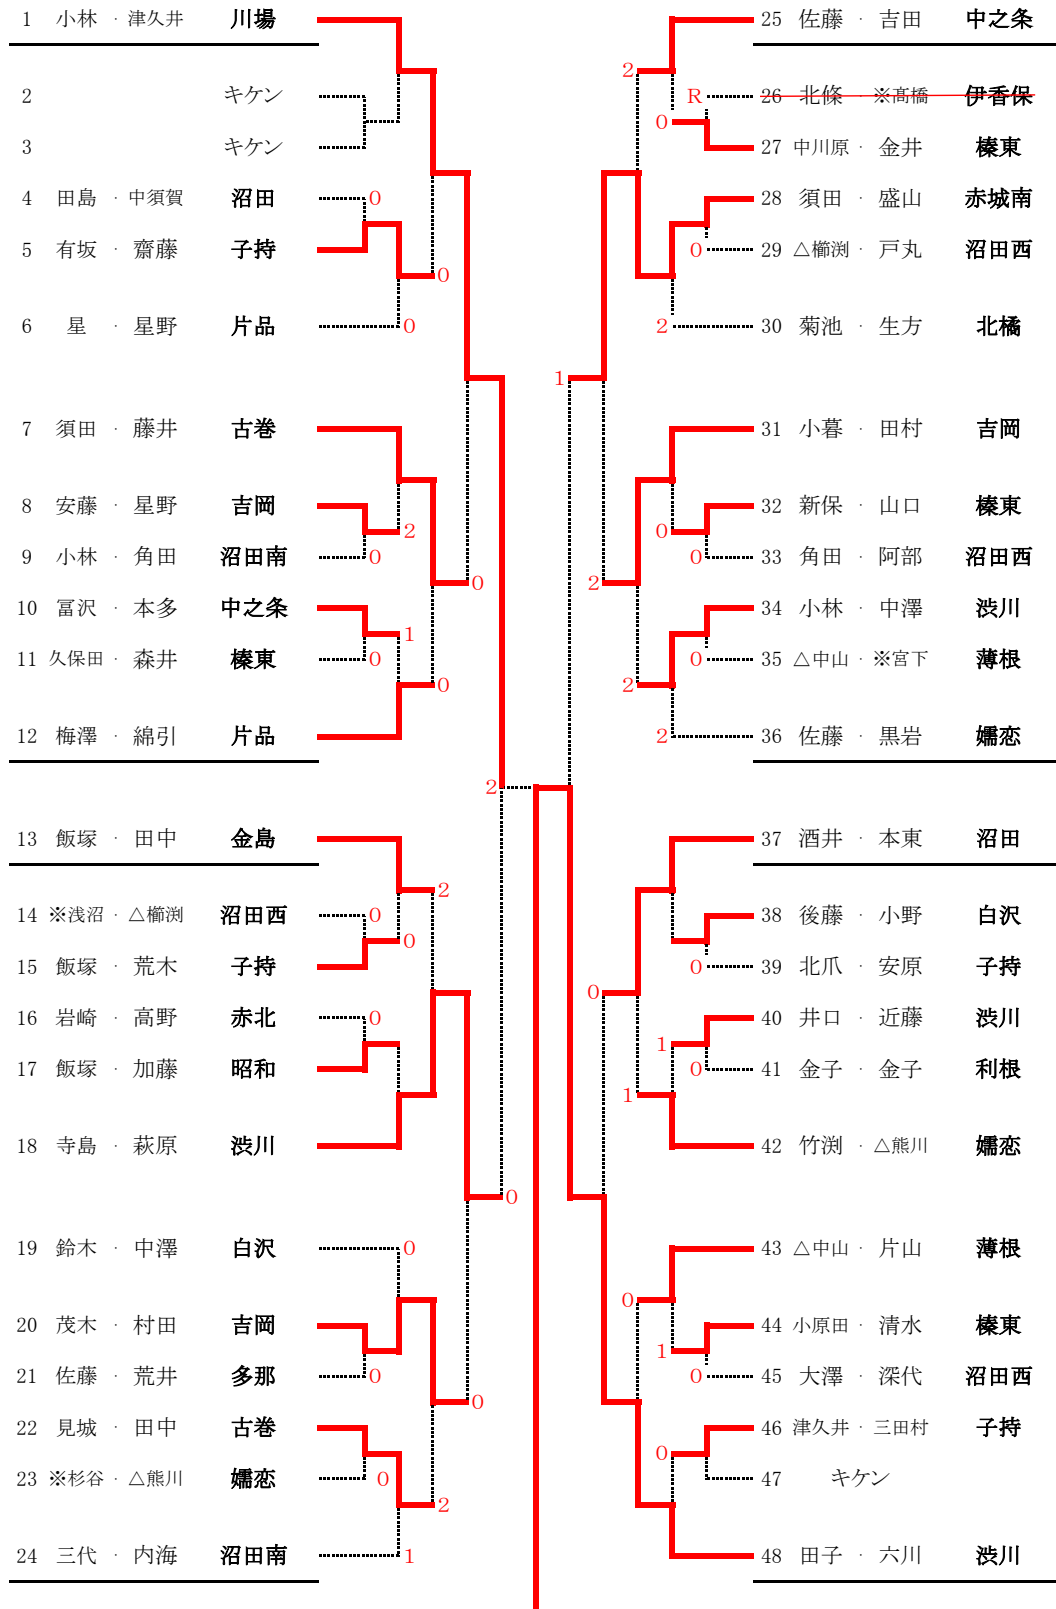 1 小林 ・ 津久井 川場
2 キケン
3 キケン
4 田島 ・ 中須賀 沼田 0
5 有坂 ・ 齋藤 子持
0
6 星 ・ 星野 片品 0
7 須田 ・ 藤井 古巻
8 安藤 ・ 星野 吉岡
2
9 小林 ・ 角田 沼田南 0
0
10 冨沢 ・ 本多 中之条
1
11 久保田 ・ 森井 榛東 0
0
12 梅澤 ・ 綿引 片品
2
13 飯塚 ・ 田中 金島
2
14 ※浅沼 ・ △櫛渕 沼田西 0
0
15 飯塚 ・ 荒木 子持
16 岩崎 ・ 高野 赤北 0
17 飯塚 ・ 加藤 昭和
18 寺島 ・ 萩原 渋川
0
19 鈴木 ・ 中澤 白沢 0
20 茂木 ・ 村田 吉岡
21 佐藤 ・ 荒井 多那 0
0
22 見城 ・ 田中 古巻
23 ※杉谷 ・ △熊川 嬬恋 0
2
24 三代 ・ 内海 沼田南 1
25 佐藤 ・ 吉田 中之条
2
R 26 北條 ・ ※髙橋 伊香保
0
27 中川原 ・ 金井 榛東
28 須田 ・ 盛山 赤城南
0 29 △櫛渕 ・ 戸丸 沼田西
2 30 菊池 ・ 生方 北橘
1
31 小暮 ・ 田村 吉岡
32 新保 ・ 山口 榛東
0
0 33 角田 ・ 阿部 沼田西
2
34 小林 ・ 中澤 渋川
0 35 △中山 ・ ※宮下 薄根
2
2 36 佐藤 ・ 黒岩 嬬恋
37 酒井 ・ 本東 沼田
38 後藤 ・ 小野 白沢
0 39 北爪 ・ 安原 子持
0
40 井口 ・ 近藤 渋川
1
0 41 金子 ・ 金子 利根
1
42 竹渕 ・ △熊川 嬬恋
43 △中山 ・ 片山 薄根
0
44 小原田 ・ 清水 榛東
1
0 45 大澤 ・ 深代 沼田西
46 津久井 ・ 三田村 子持
0
47 キケン
48 田子 ・ 六川 渋川